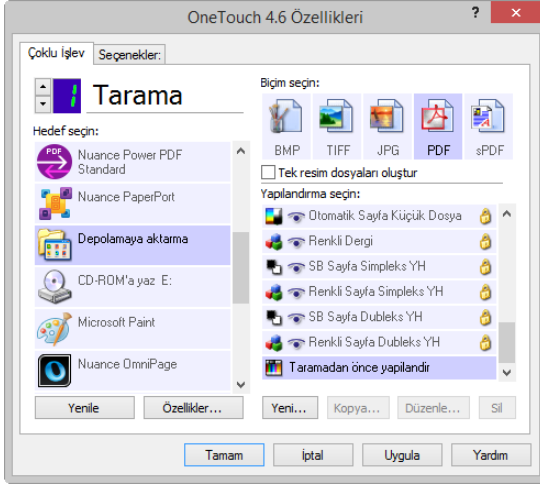 OneTouch 4.6 Özellikleri
?
Çoklu İşlev
Seçenekler:
1
Tarama
Hedef seçin:
PDF
Nuance Power PDF
Standard
Nuance PaperPort
Depolamaya aktarma
CD-ROM'a yaz E:
Microsoft Paint
Nuance OmniPage
Yenile
Özellikler...
Biçim seçin:
BMP
TIFF
JPG
PDF
sPDF
Tek resim dosyaları oluştur
Yapılandırma seçin:
Otomatik Sayfa Küçük Dosya
Renkli Dergi
SB Sayfa Simpleks YH
Renkli Sayfa Simpleks YH
SB Sayfa Dubleks YH
Renkli Sayfa Dubleks YH
Taramadan önce yapilandir
Yeni...
Kopya...
Düzenle...
Sil
Tamam
İptal
Uygula
Yardım